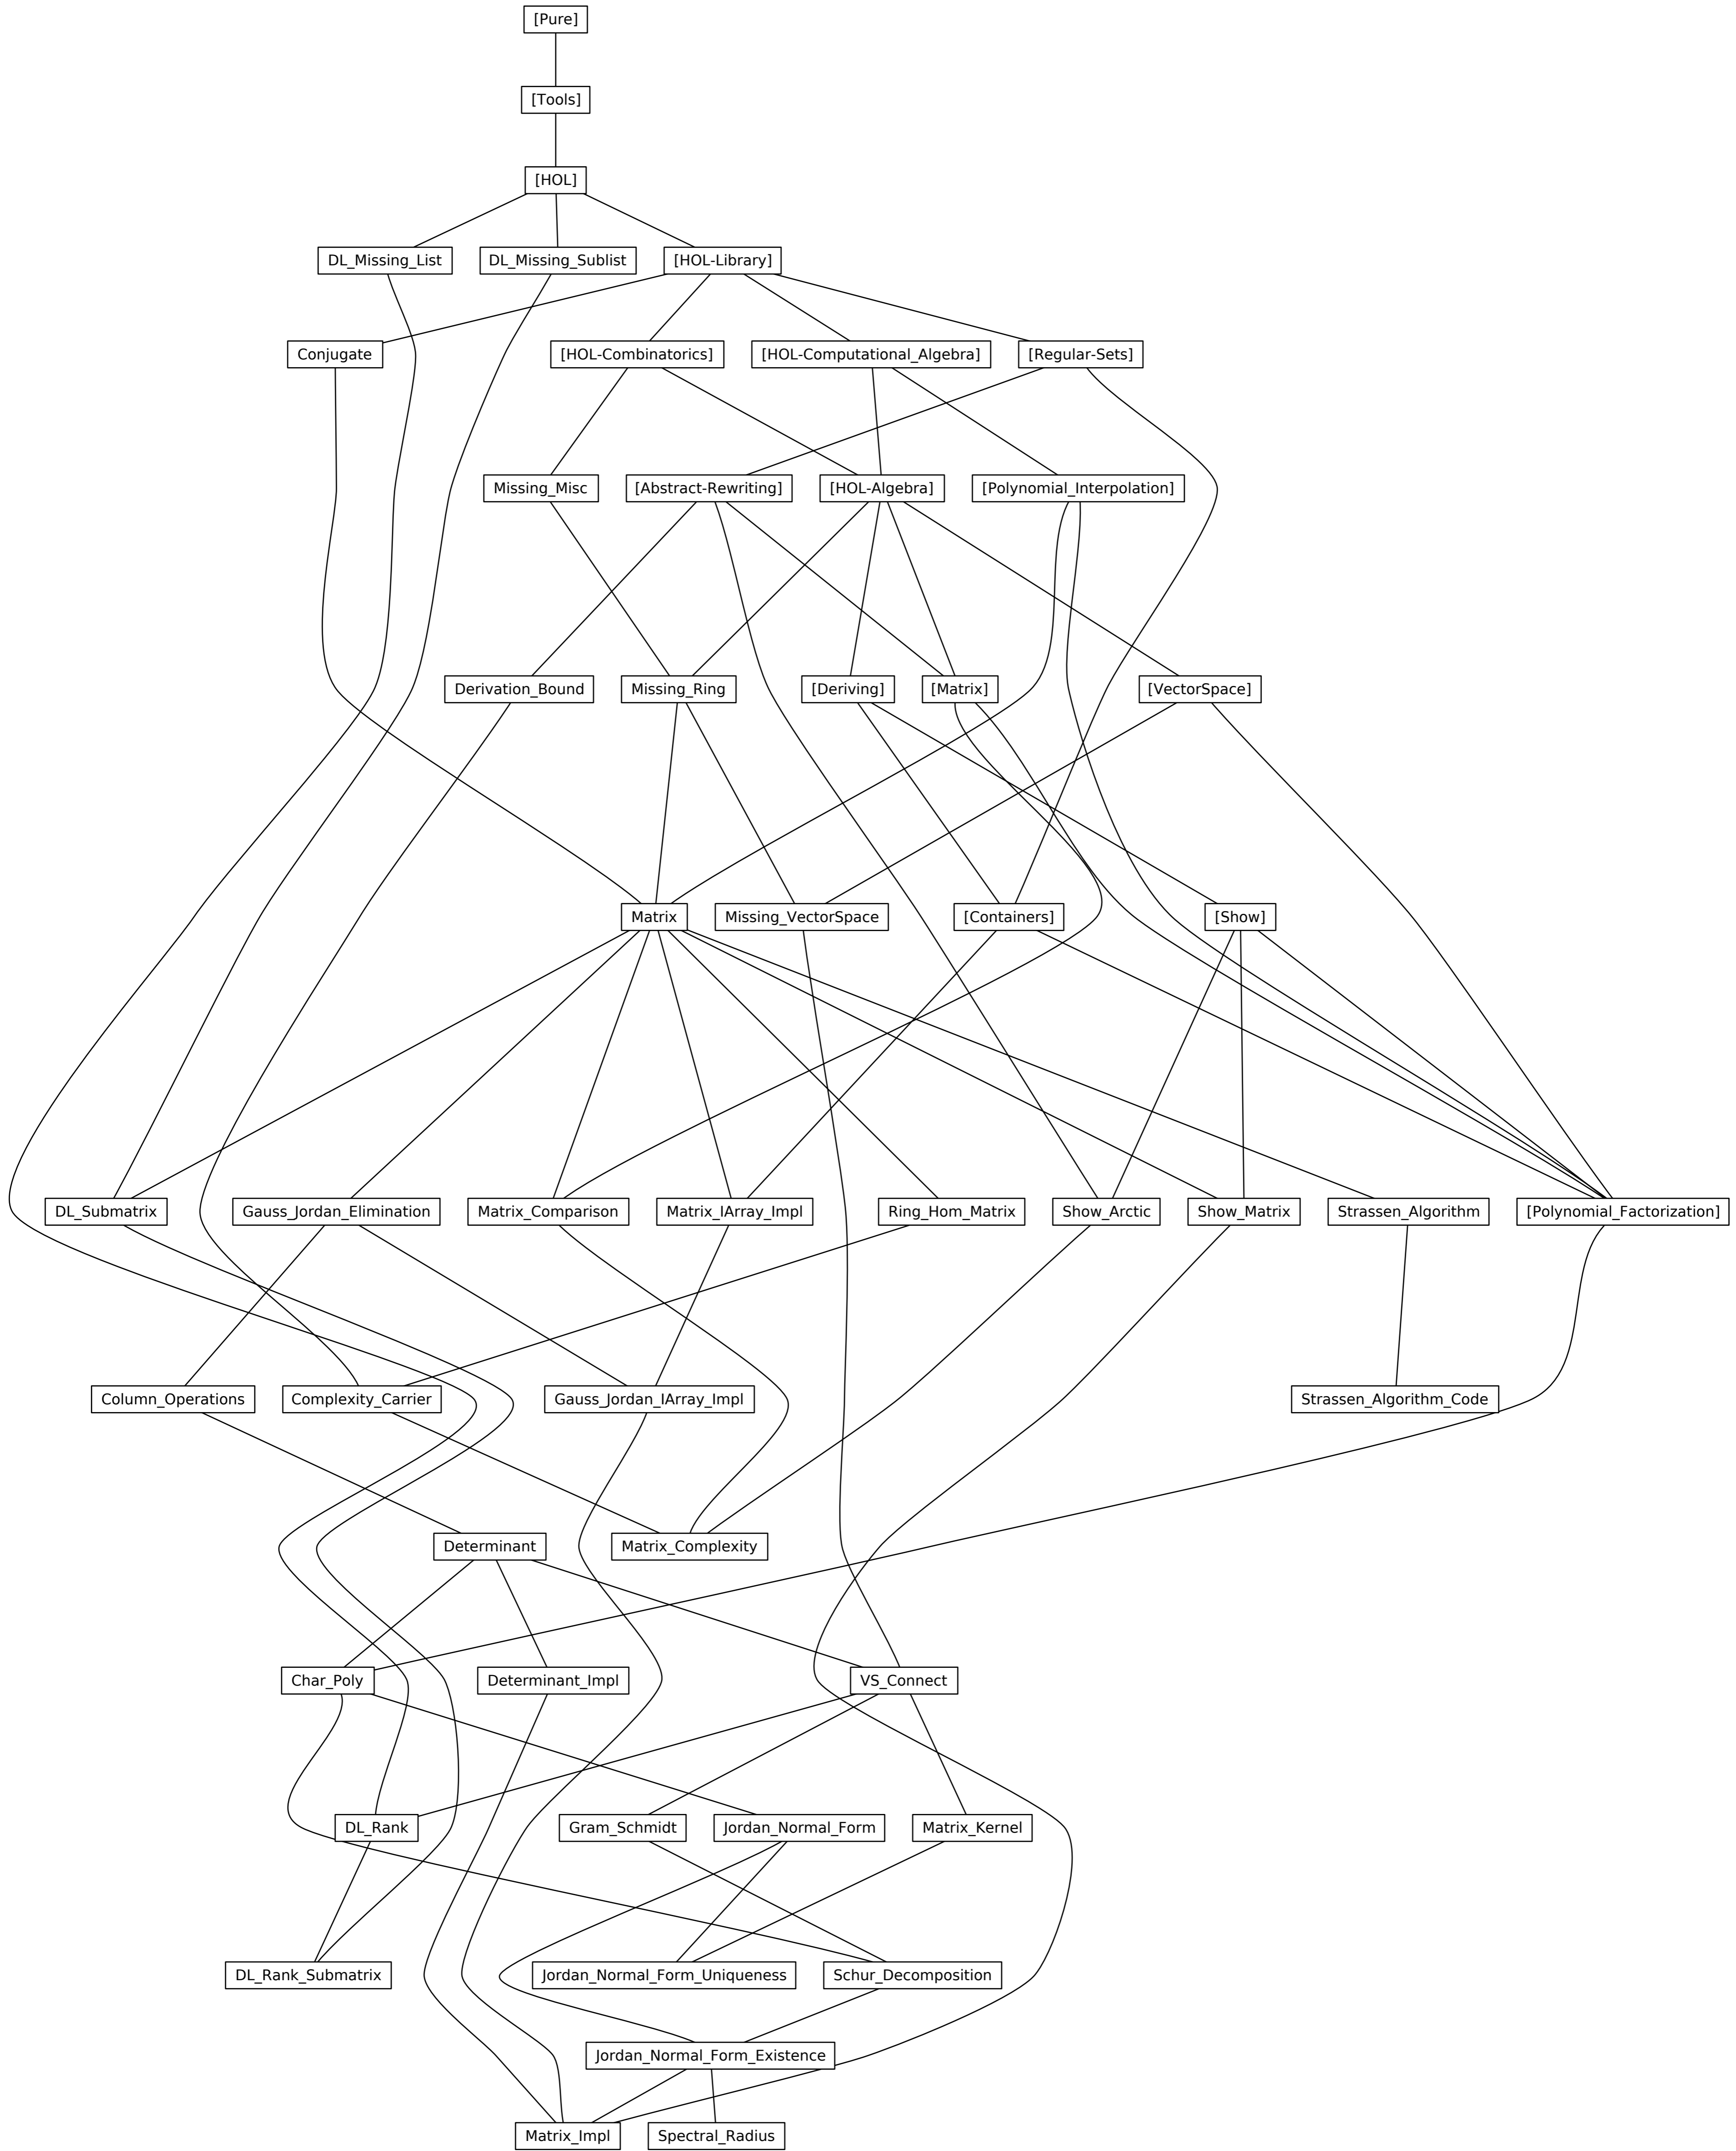 [Pure]
[Tools]
[HOL]
DL_Missing_List
DL_Missing_Sublist
[HOL-Library]
Conjugate
[HOL-Combinatorics]
[HOL-Computational_Algebra]
[Regular-Sets]
Missing_Misc
[Abstract-Rewriting]
[HOL-Algebra]
[Polynomial_Interpolation]
Derivation_Bound
Missing_Ring
[Deriving]
[Matrix]
[VectorSpace]
Matrix
Missing_VectorSpace
[Containers]
[Show]
DL_Submatrix
Gauss_Jordan_Elimination
Matrix_Comparison
Matrix_IArray_Impl
Ring_Hom_Matrix
Show_Arctic
Show_Matrix
Strassen_Algorithm
[Polynomial_Factorization]
Column_Operations
Complexity_Carrier
Gauss_Jordan_IArray_Impl
Strassen_Algorithm_Code
Determinant
Matrix_Complexity
Char_Poly
Determinant_Impl
VS_Connect
DL_Rank
Gram_Schmidt
Jordan_Normal_Form
Matrix_Kernel
DL_Rank_Submatrix
Jordan_Normal_Form_Uniqueness
Schur_Decomposition
Jordan_Normal_Form_Existence
Matrix_Impl
Spectral_Radius